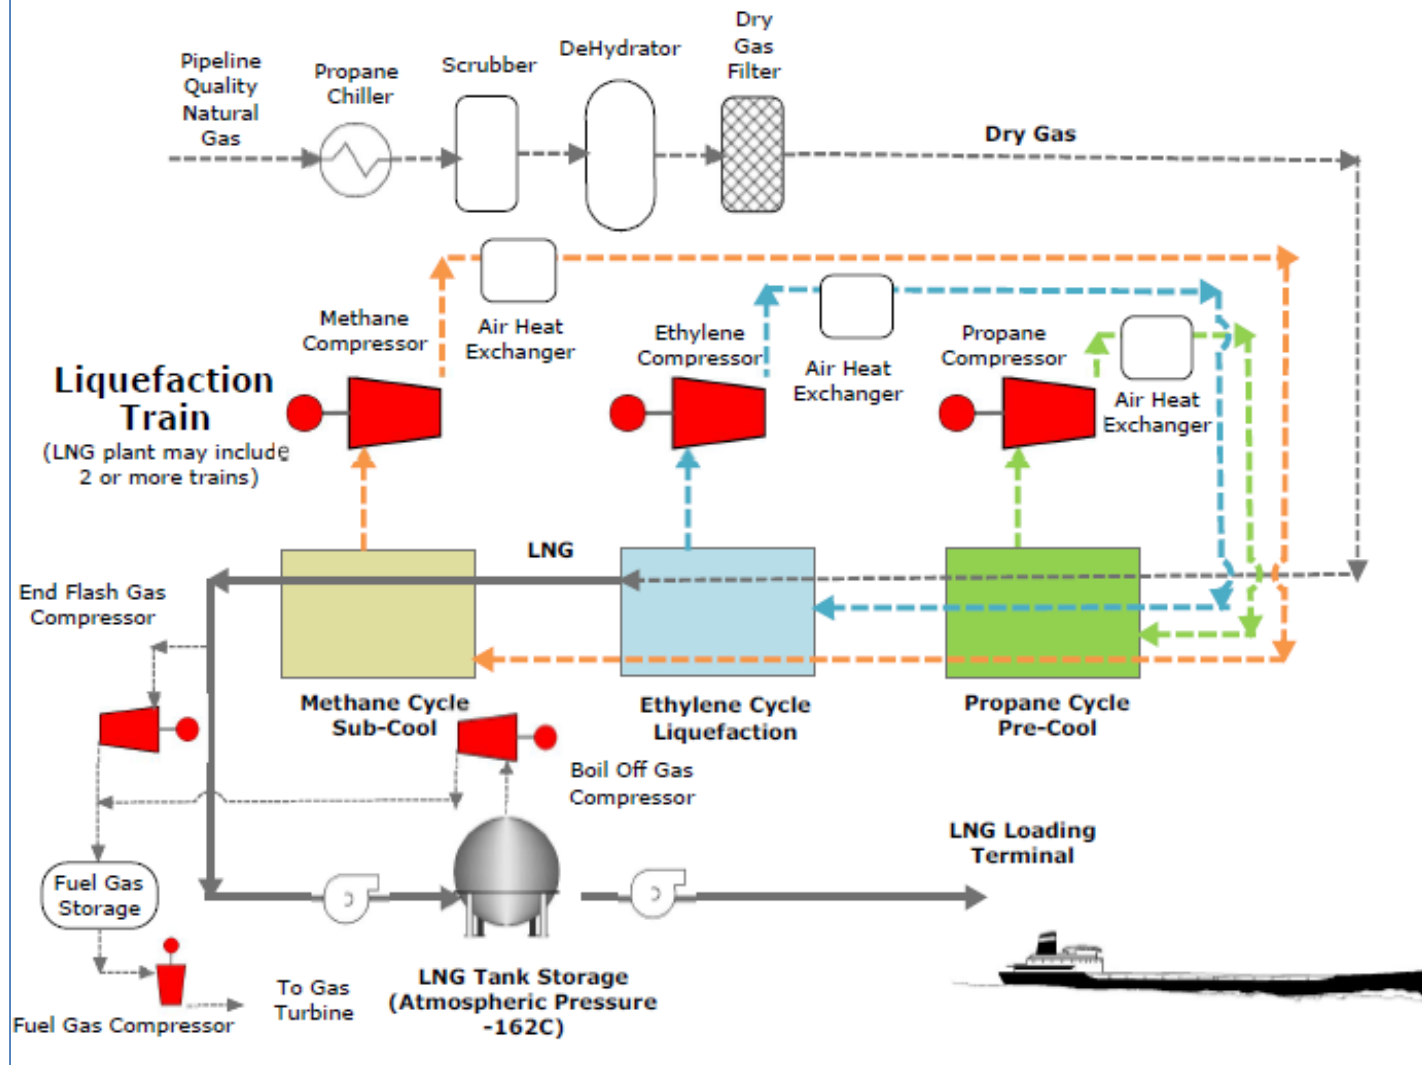 Pipeline
Quality
Natural
Gas
Propane
Chiller
Scrubber
DeHydrator
Dry
Gas
Filter
Dry Gas
Methane
Compressor
Air Heat
Exchanger
Ethylene
Compressor
Air Heat
Exchanger
Propane
Compressor
Air Heat
Exchanger
Liquefaction
Train
(LNG plant may include
2 or more trains)
LNG
End Flash Gas
Compressor
Methane Cycle
Sub-Cool
Ethylene Cycle
Liquefaction
Propane Cycle
Pre-Cool
Boil Off Gas
Compressor
LNG Loading
Terminal
Fuel Gas
Storage
LNG Tank Storage
(Atmospheric Pressure
-162C)
To Gas
Turbine
Fuel Gas Compressor